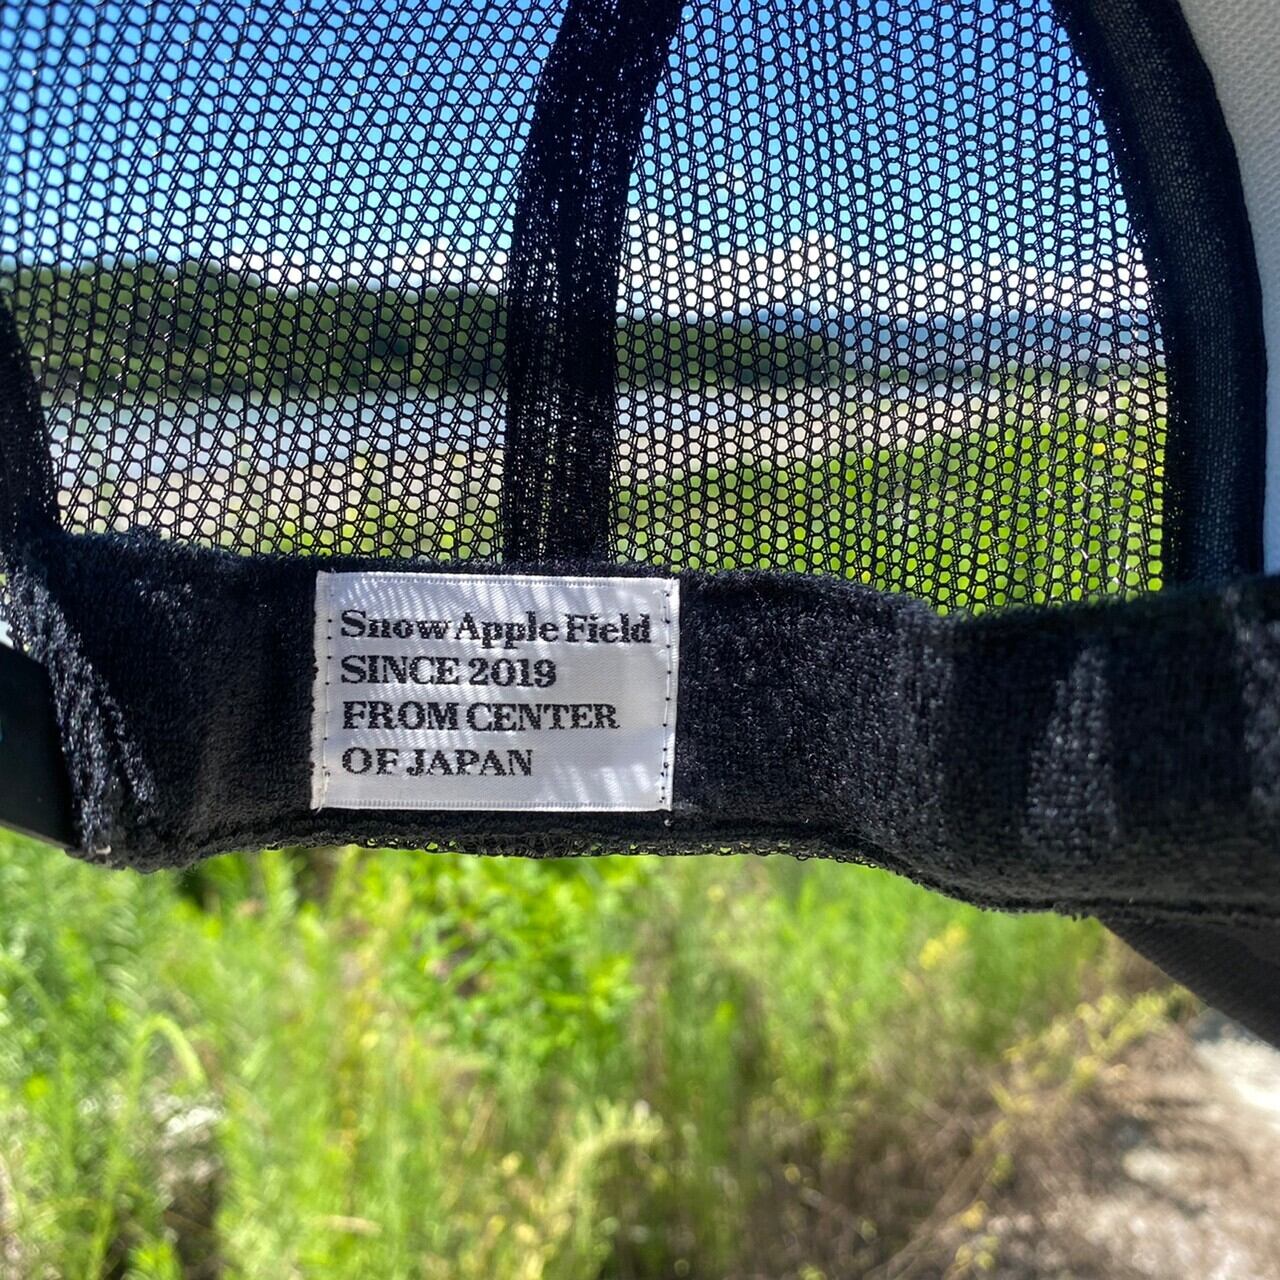 Snow Apple Field
SINCE 2019
FROM CENTER
OF JAPAN